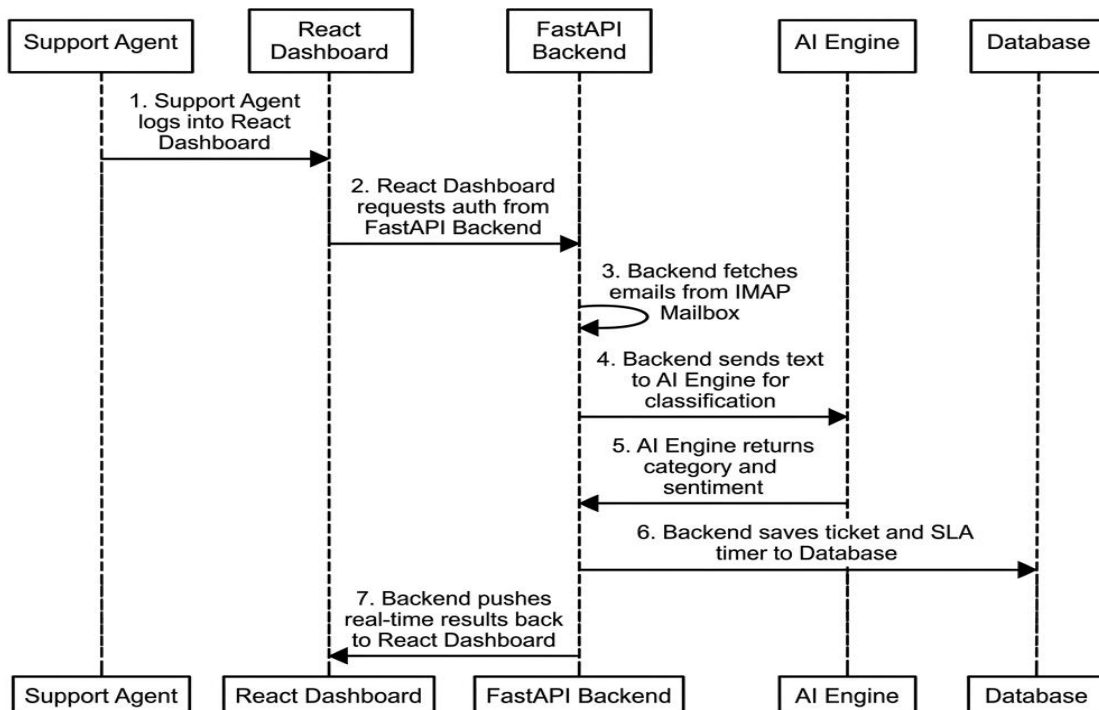 Support Agent
React
Dashboard
FastAPI
Backend
AI Engine
Database
1. Support Agent
logs into React
Dashboard
2. React Dashboard
requests auth from
FastAPI Backend
3. Backend fetches
emails from IMAP
Mailbox
4. Backend sends text
to AI Engine for
classification
5. AI Engine returns
category and
sentiment
6. Backend saves ticket and SLA
timer to Database
7. Backend pushes
real-time results back
to React Dashboard
Support Agent
React Dashboard
FastAPI Backend
AI Engine
Database